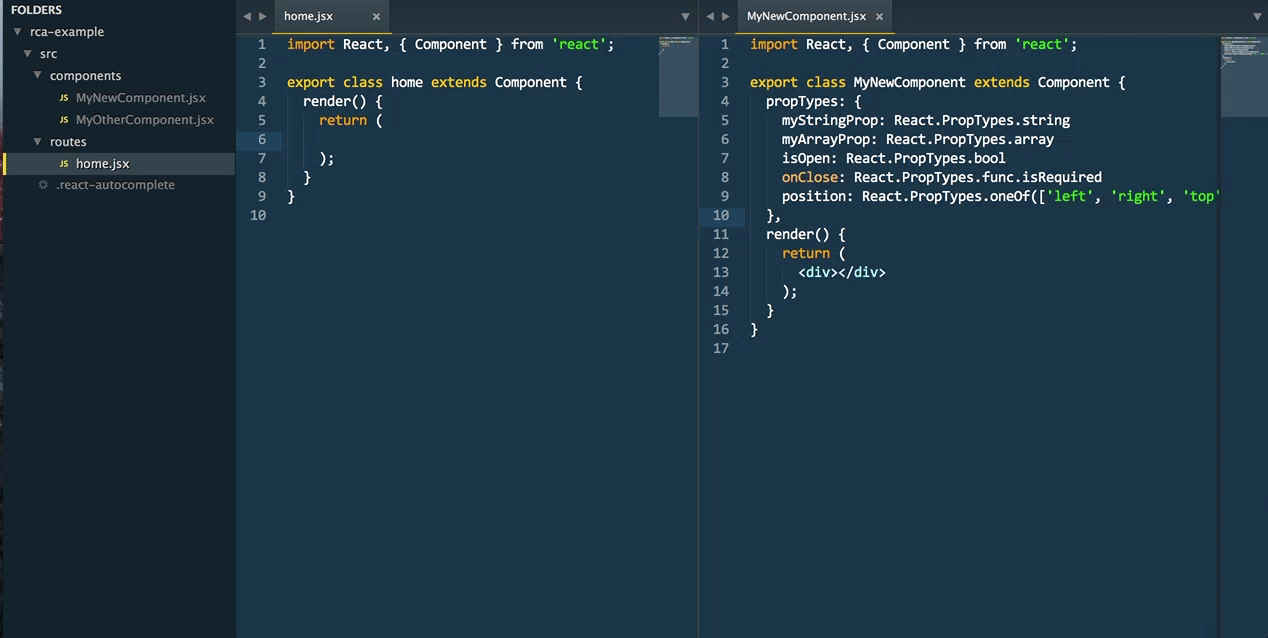 FOLDERS
rca-example
src
components
JS MyNewComponent.jsx
JS MyOtherComponent.jsx
routes
JS home.jsx
.react-autocomplete
home.jsx ×
1 import React, { Component } from 'react';
2
3 export class home extends Component {
4 render() {
5 return (
6
7 );
8 }
9 }
10
MyNewComponent.jsx ×
1 import React, { Component } from 'react';
2
3 export class MyNewComponent extends Component {
4 propTypes: {
5 myStringProp: React.PropTypes.string
6 myArrayProp: React.PropTypes.array
7 isOpen: React.PropTypes.bool
8 onClose: React.PropTypes.func.isRequired
9 position: React.PropTypes.oneOf(['left', 'right', 'top'
10 },
11 render() {
12 return (
13 <div></div>
14 );
15 }
16 }
17